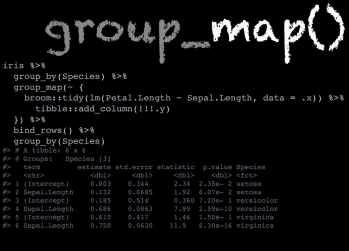 group_map()
iris %>%
group_by(Species) %>%
group_map(~ {
broom::tidy(lm(Petal.Length ~ Sepal.Length, data = .x)) %>%
tibble::add_column(!!!.y)
}) %>%
bind_rows() %>%
group_by(Species)
#> # A tibble: 6 x 6
#> # Groups: Species [3]
#> term estimate std.error statistic p.value Species
#> <chr> <dbl> <dbl> <dbl> <dbl> <fct>
#> 1 (Intercept) 0.803 0.344 2.34 2.38e- 2 setosa
#> 2 Sepal.Length 0.132 0.0685 1.92 6.07e- 2 setosa
#> 3 (Intercept) 0.185 0.514 0.360 7.20e- 1 versicolor
#> 4 Sepal.Length 0.686 0.0863 7.95 2.59e-10 versicolor
#> 5 (Intercept) 0.610 0.417 1.46 1.50e- 1 virginica
#> 6 Sepal.Length 0.750 0.0630 11.9 6.30e-16 virginica